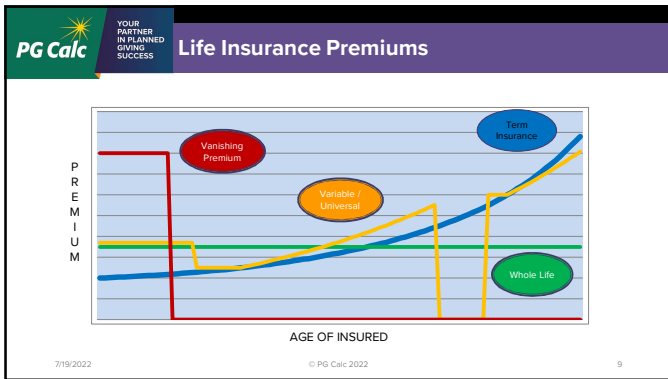 PG Calc
YOUR
PARTNER
IN PLANNED
GIVING
SUCCESS
Life Insurance Premiums
Term
Insurance
Vanishing
Premium
Variable /
Universal
Whole Life
P
R
E
M
I
U
M
AGE OF INSURED
7/19/2022
© PG Calc 2022
9